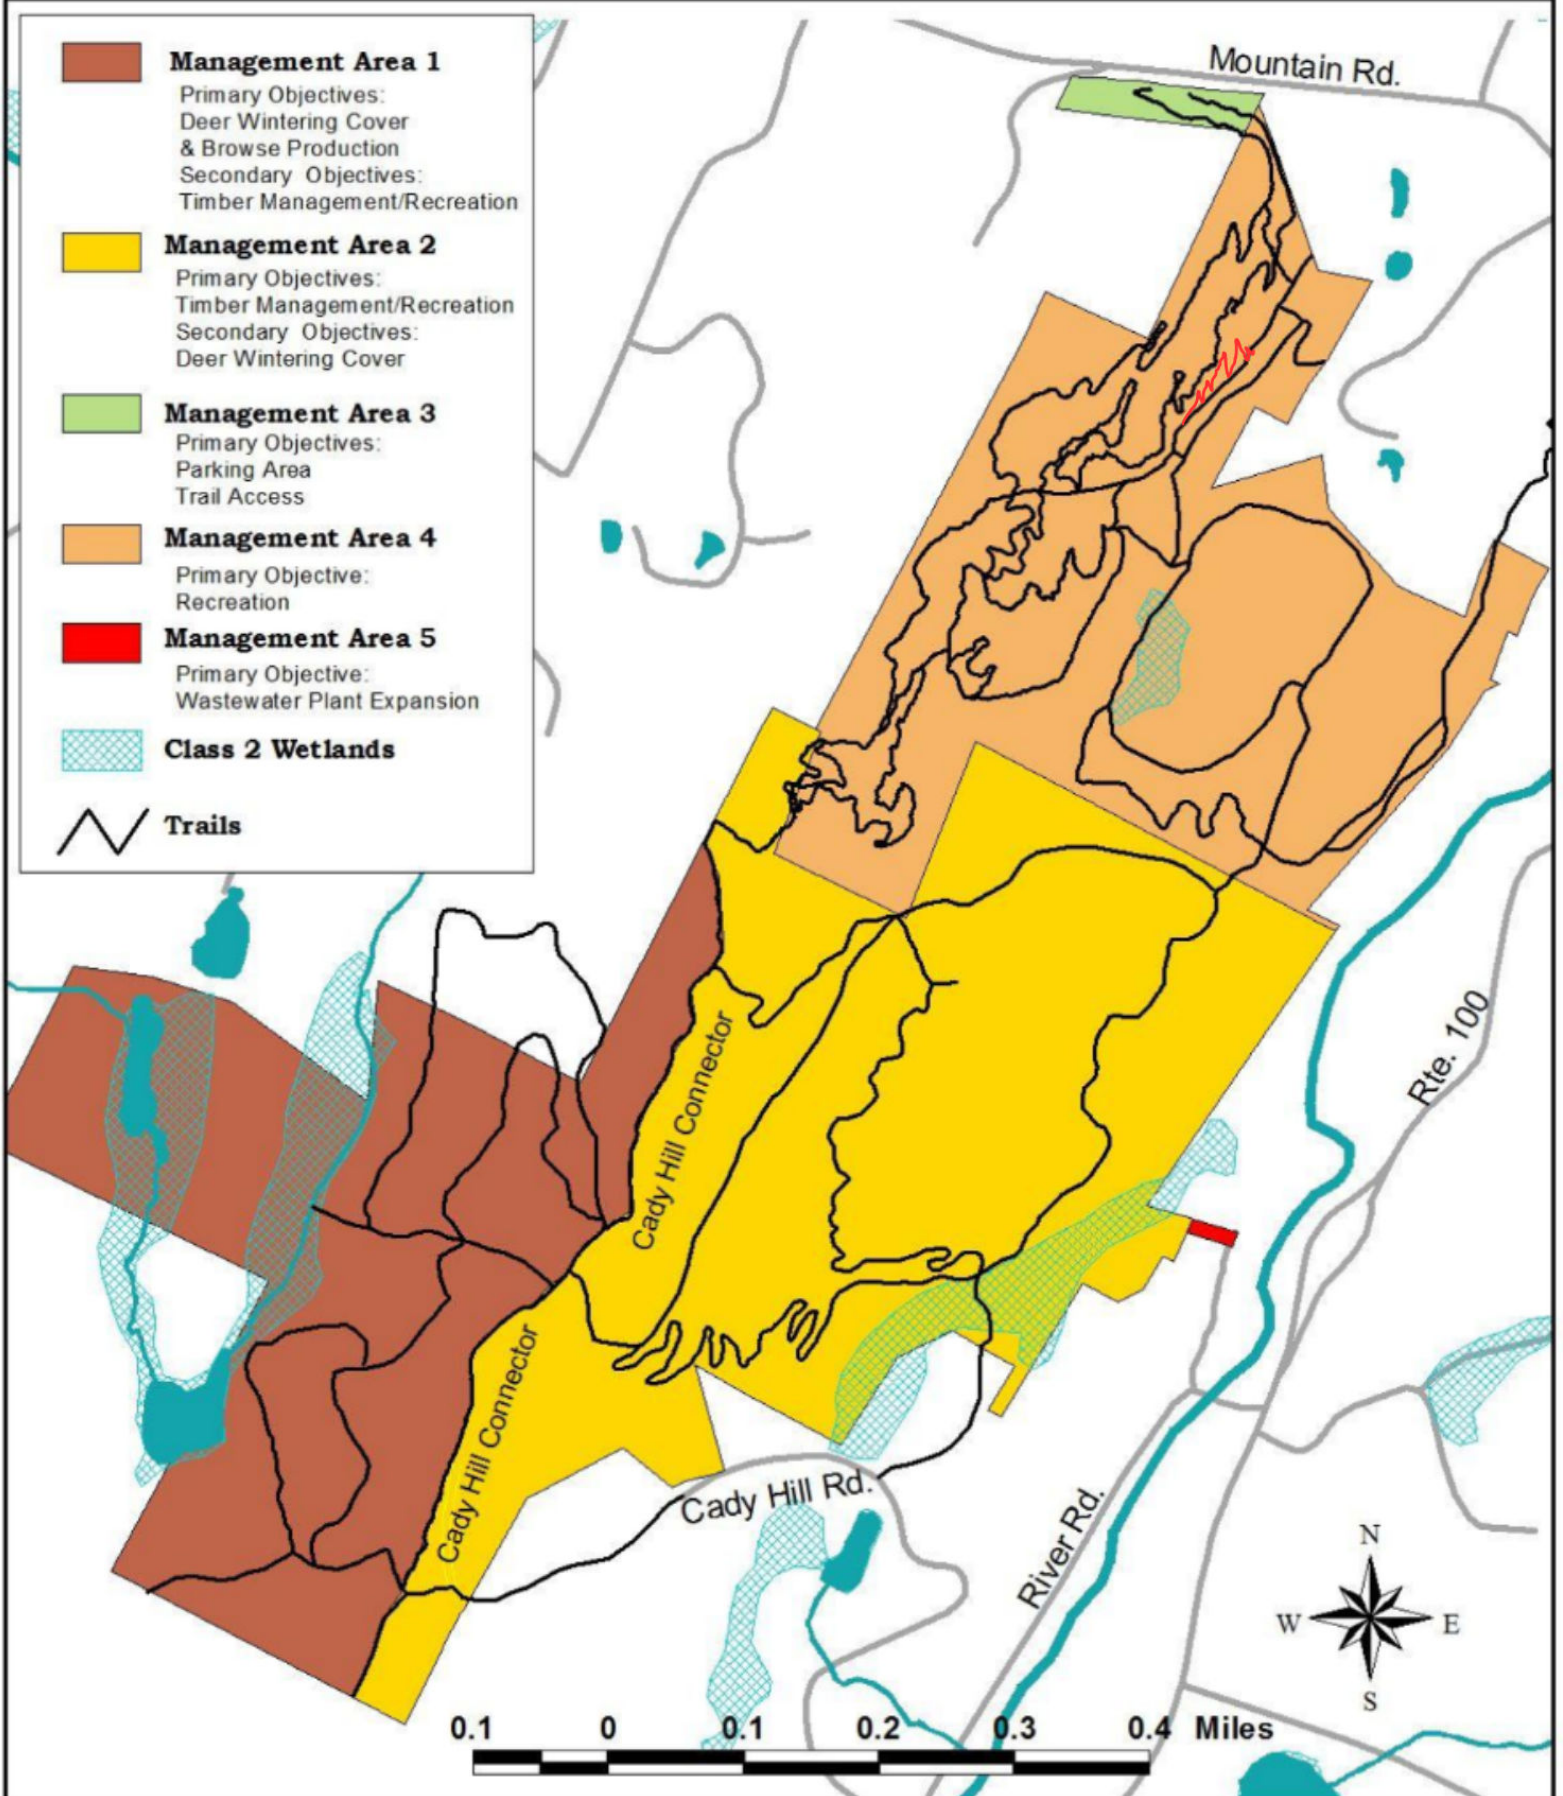 Management Area 1
Primary Objectives:
Deer Wintering Cover
& Browse Production
Secondary Objectives:
Timber Management/Recreation
Management Area 2
Primary Objectives:
Timber Management/Recreation
Secondary Objectives:
Deer Wintering Cover
Management Area 3
Primary Objectives:
Parking Area
Trail Access
Management Area 4
Primary Objective:
Recreation
Management Area 5
Primary Objective:
Wastewater Plant Expansion
Class 2 Wetlands
Trails
Mountain Rd.
Rte. 100
Cady Hill Connector
Cady Hill Connector
Cady Hill Rd.
River Rd.
N
W E
S
0.1 0 0.1 0.2 0.3 0.4 Miles